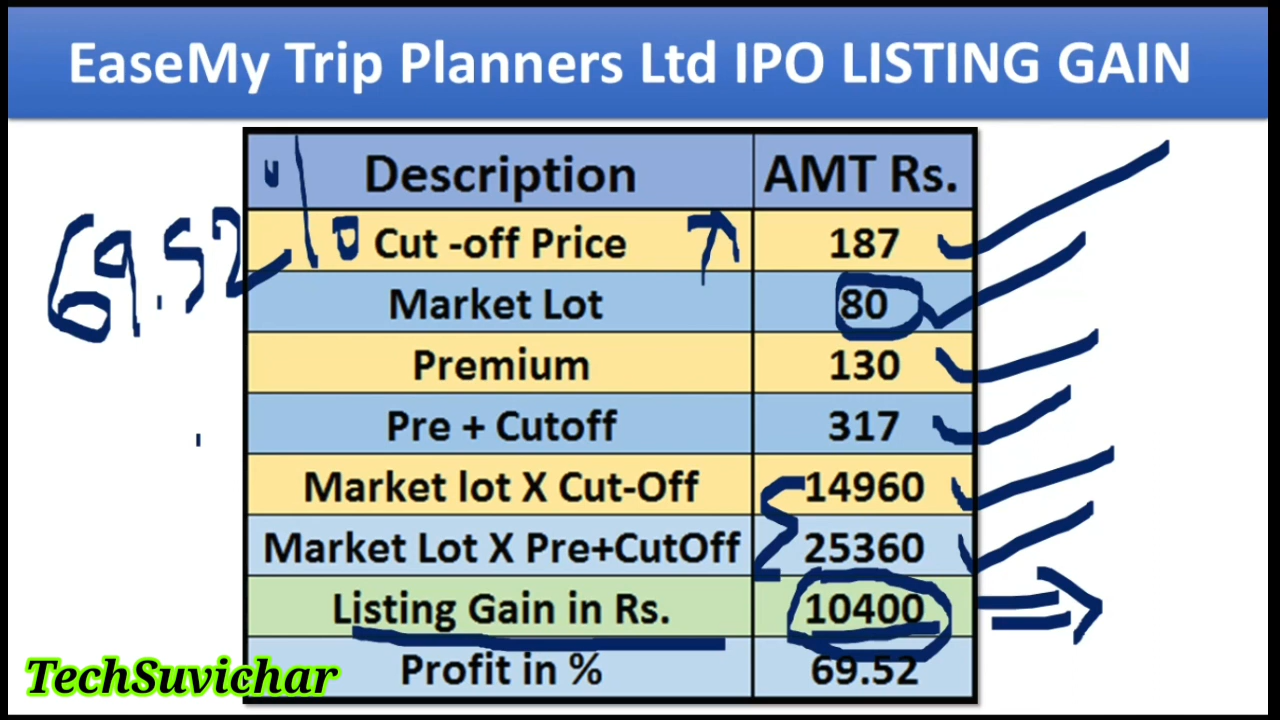 EaseMy Trip Planners Ltd IPO LISTING GAIN
Description AMT Rs.
69.52 Cut -off Price 187
Market Lot 80
Premium 130
Pre + Cutoff 317
Market lot X Cut-Off 14960
Market Lot X Pre+CutOff 25360
Listing Gain in Rs. 10400
Profit in % 69.52
TechSuvichar